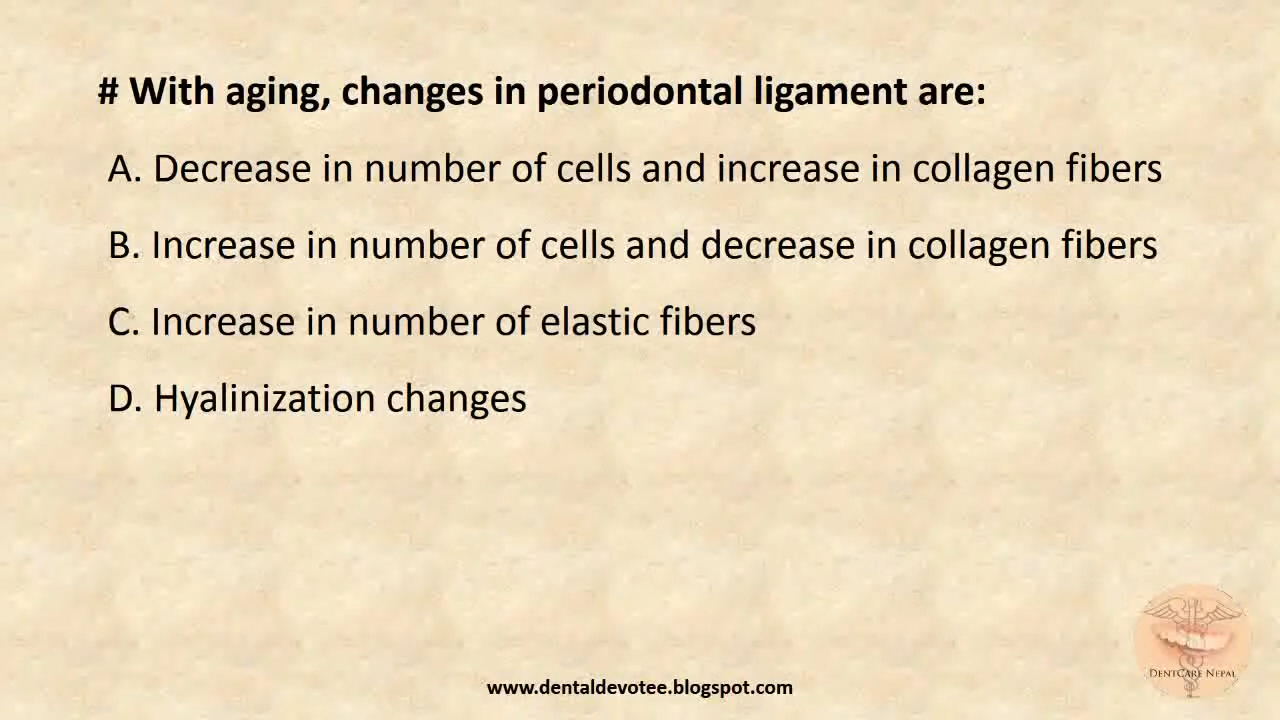 # With aging, changes in periodontal ligament are:
A. Decrease in number of cells and increase in collagen fibers
B. Increase in number of cells and decrease in collagen fibers
C. Increase in number of elastic fibers
D. Hyalinization changes
DentCare Nepal
www.dentaldevotee.blogspot.com